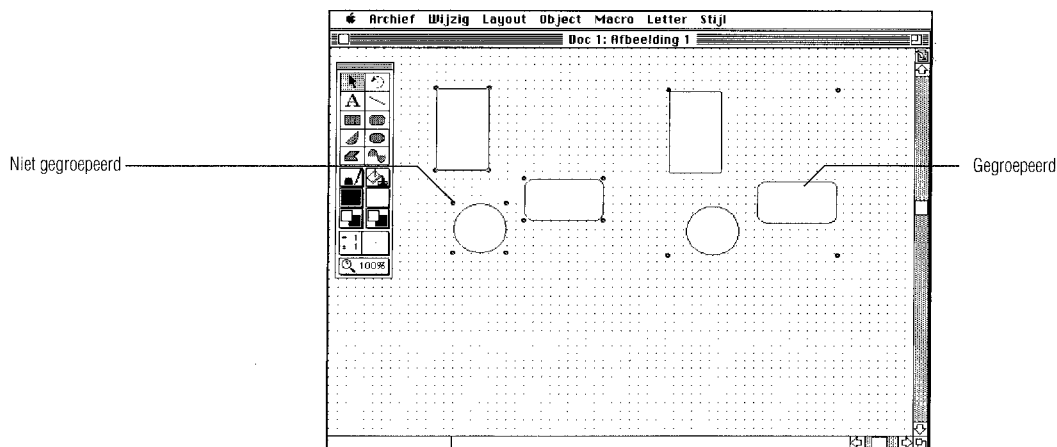 Archief Wijzig Layout Object Macro Letter Stijl
Doc 1: Afbeelding 1
A
Niet gegroepeerd
Gegroepeerd
100%